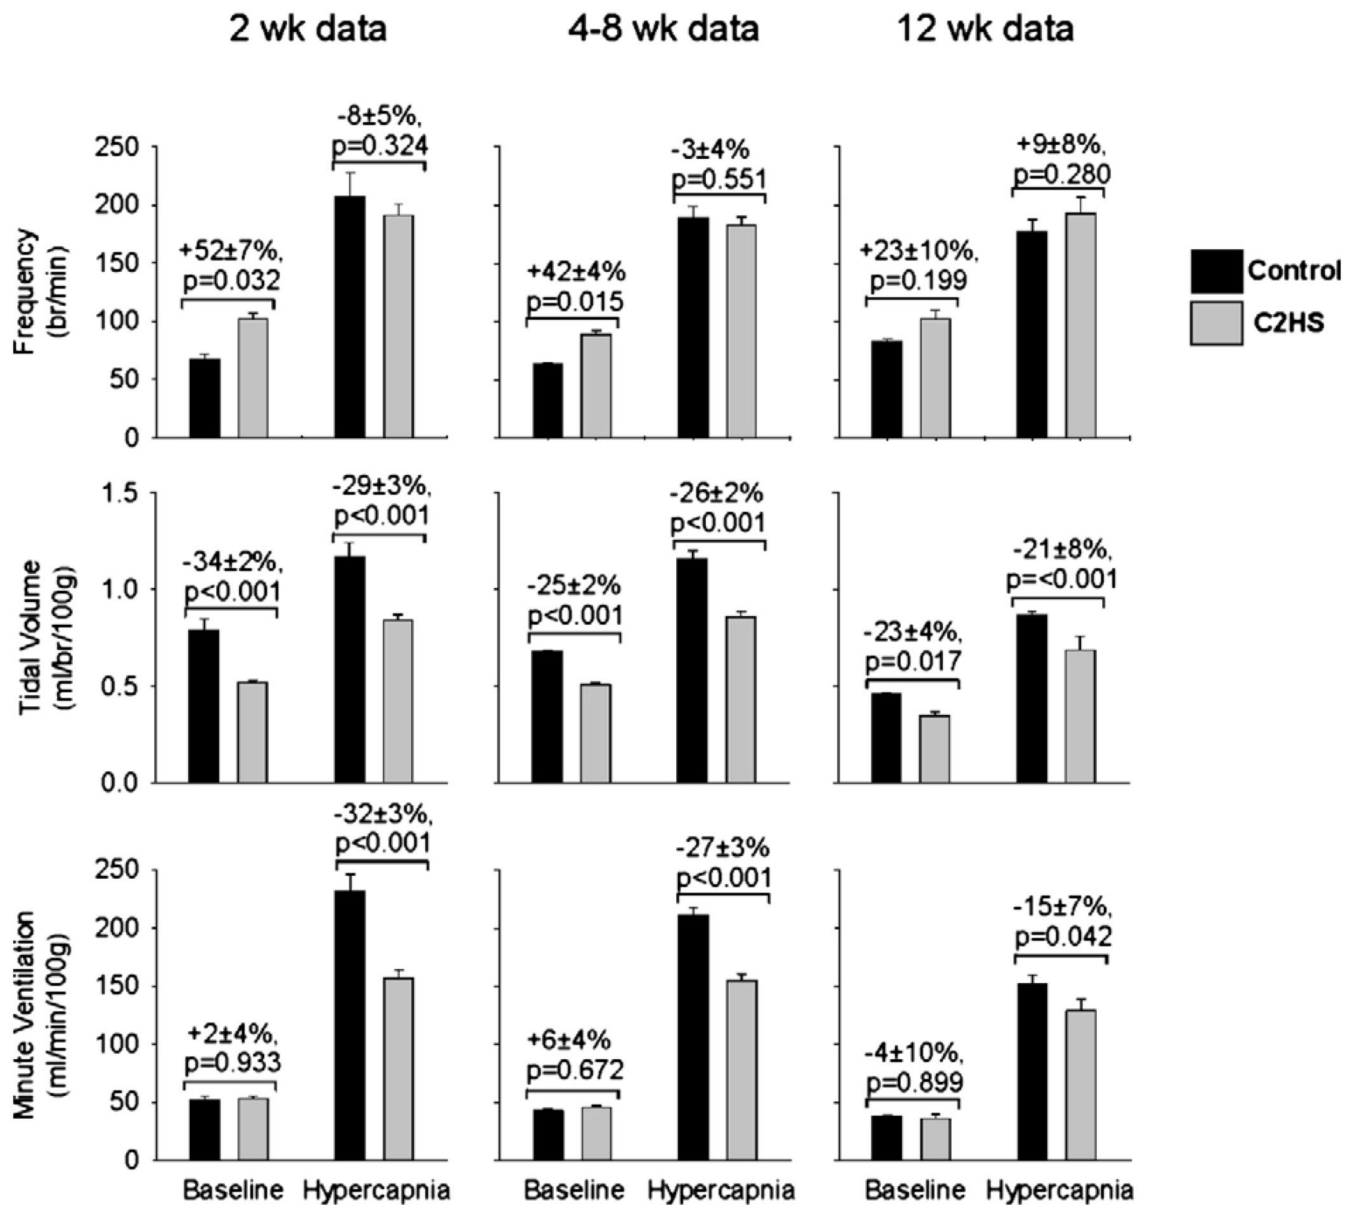 2 wk data
4-8 wk data
12 wk data
Frequency
(br/min)
250
200
150
100
50
0
+52±7%,
p=0.032
-8±5%,
p=0.324
+42±4%
p=0.015
-3±4%
p=0.551
+23±10%,
p=0.199
+9±8%,
p=0.280
Control
C2HS
Tidal Volume
(ml/br/100g)
1.5
1.0
0.5
0.0
-34±2%,
p<0.001
-29±3%,
p<0.001
-25±2%
p<0.001
-26±2%
p<0.001
-23±4%,
p=0.017
-21±8%,
p=<0.001
Minute Ventilation
(ml/min/100g)
250
200
150
100
50
0
+2±4%,
p=0.933
-32±3%,
p<0.001
+6±4%
p=0.672
-27±3%
p<0.001
-4±10%,
p=0.899
-15±7%,
p=0.042
Baseline Hypercapnia
Baseline Hypercapnia
Baseline Hypercapnia